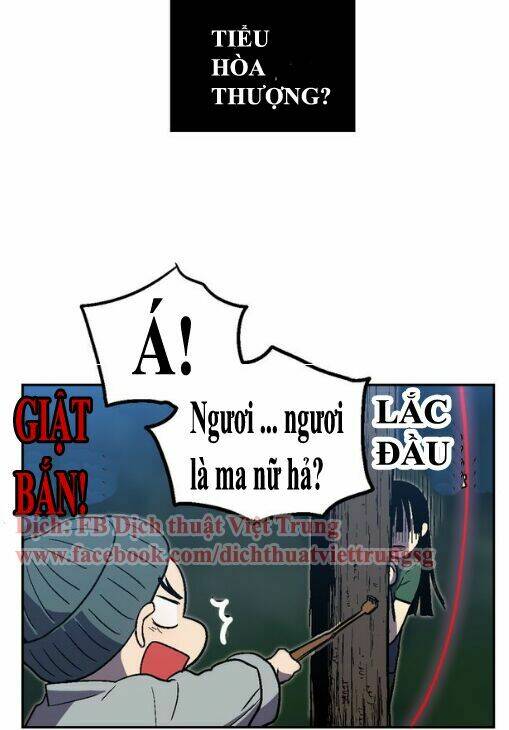 TIỂU
HÒA
THƯỢNG?
Á!
Ngươi ... ngươi
là ma nữ hả?
GIẬT
BẮN!
LẮC
ĐẦU
Dịch: FB Dịch thuật Việt Trung
www.facebook.com/dichthuatviettrungsg